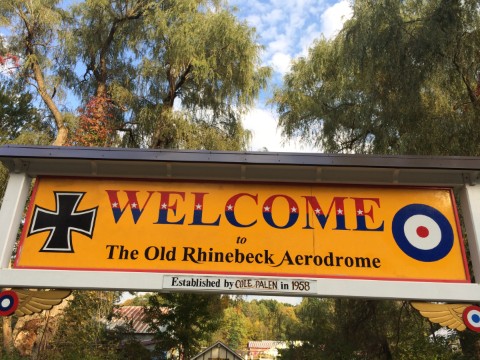 WELCOME
to
The Old Rhinebeck Aerodrome
Established by COLE PALEN in 1958